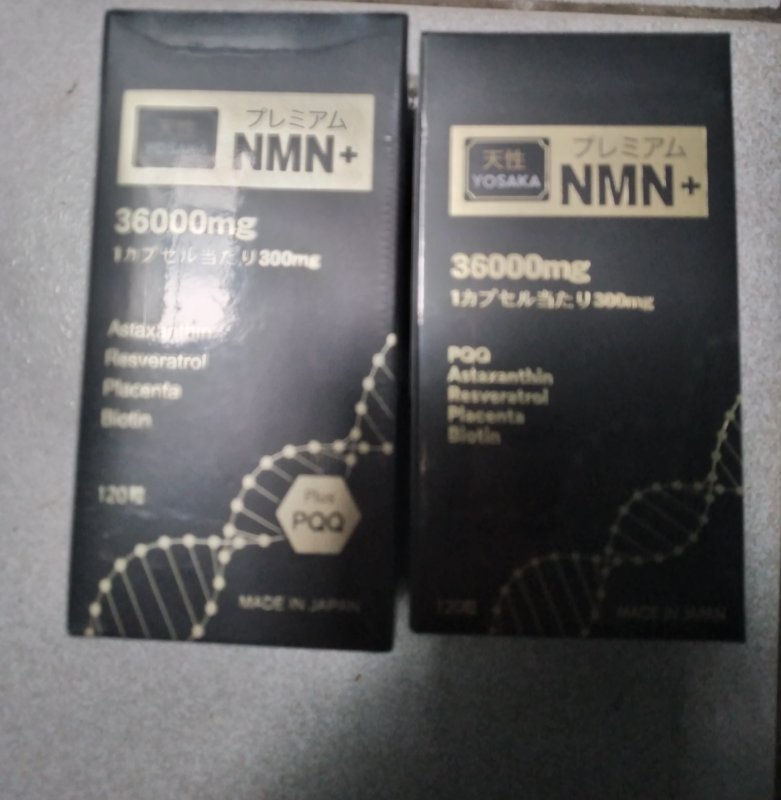 天性
プレミアム
NMN+
36000mg
1カプセル当たり300mg
Astaxanthin
Resveratrol
Placenta
Biotin
120粒
Plus
PQQ
MADE IN JAPAN
天性
YOSAKA
プレミアム
NMN+
36000mg
1カプセル当たり300mg
PQQ
Astaxanthin
Resveratrol
Placenta
Biotin
120粒
MADE IN JAPAN